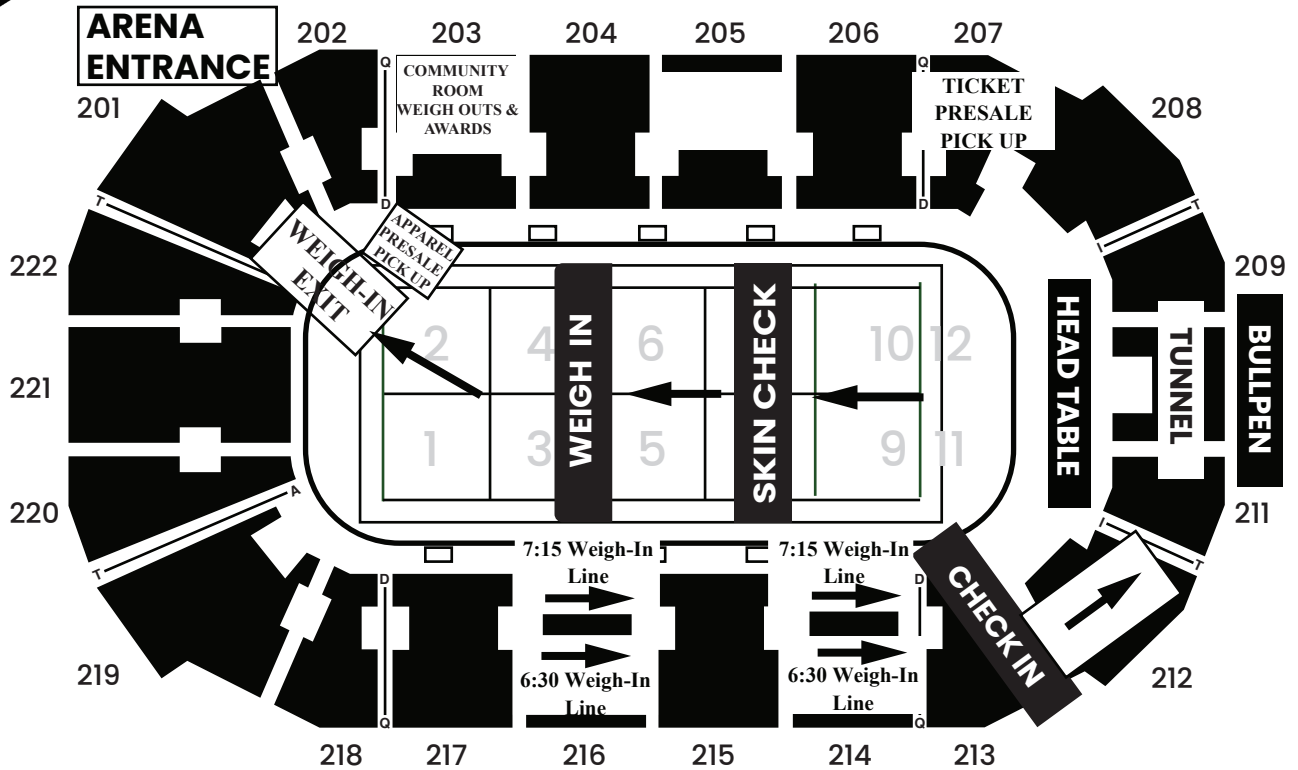 ARENA
ENTRANCE
202
203
204
205
206
207
201
208
Q
COMMUNITY
ROOM
WEIGH OUTS &
AWARDS
Q
TICKET
PRESALE
PICK UP
T
D
D
T
T
APPAREL
PRESALE
PICK UP
WEIGH-IN
EXIT
222
209
2
4
6
10
12
WEIGH IN
SKIN CHECK
HEAD TABLE
TUNNEL
BULLPEN
221
1
3
5
9
11
220
A
T
211
T
T
7:15 Weigh-In
Line
7:15 Weigh-In
Line
D
D
CHECK IN
6:30 Weigh-In
Line
6:30 Weigh-In
Line
219
212
Q
Q
218
217
216
215
214
213